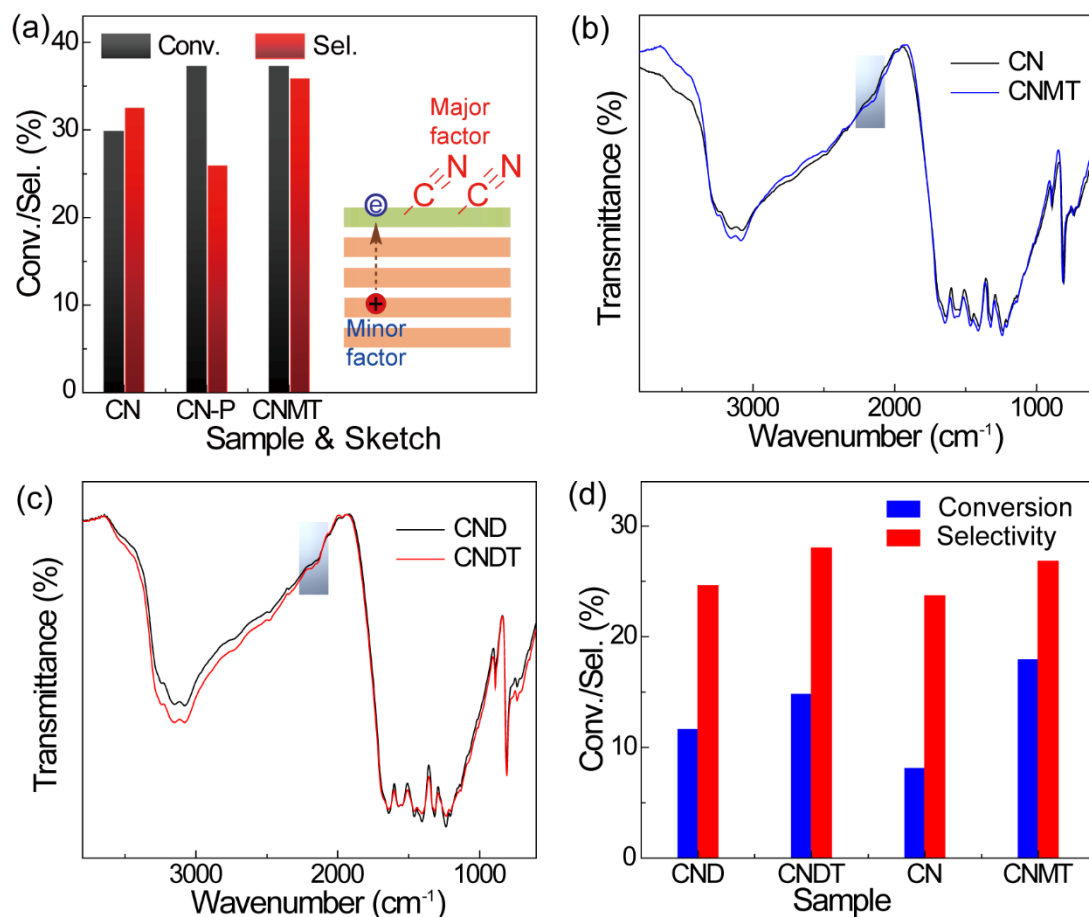 (a)
40
30
20
10
0
Conv./Sel. (%)
Conv.
Sel.
Major
factor
C
N
C
N
e
+
Minor
factor
CN
CN-P
CNMT
Sample & Sketch
(b)
CN
CNMT
Transmittance (%)
3000
2000
1000
Wavenumber (cm⁻¹)
(c)
CND
CNDT
Transmittance (%)
3000
2000
1000
Wavenumber (cm⁻¹)
(d)
Conversion
Selectivity
30
20
10
0
Conv./Sel. (%)
CND
CNDT
CN
CNMT
Sample